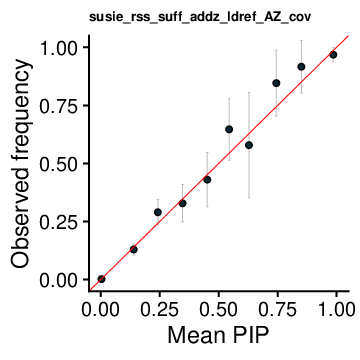 susie_rss_suff_addz_ldref_AZ_cov
Observed frequency
1.00
0.75
0.50
0.25
0.00
0.00 0.25 0.50 0.75 1.00
Mean PIP